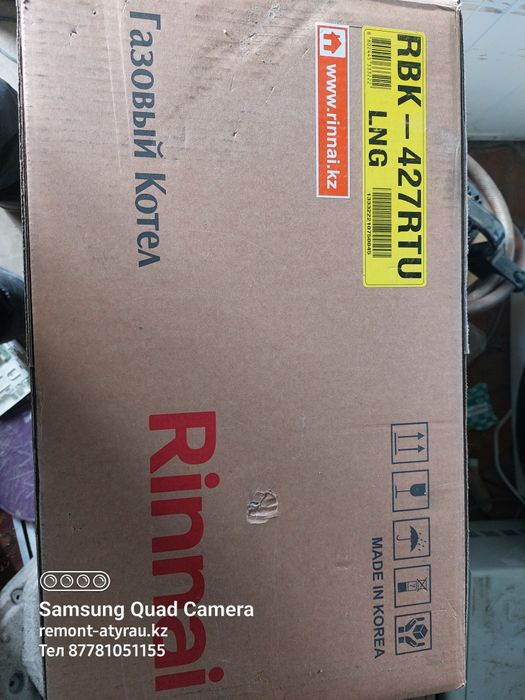 RBK-427RTU
LNG
www.rinnai.kz
Газовый Котел
Rinnai
MADE IN KOREA
Samsung Quad Camera
remont-atyrau.kz
Тел 87781051155